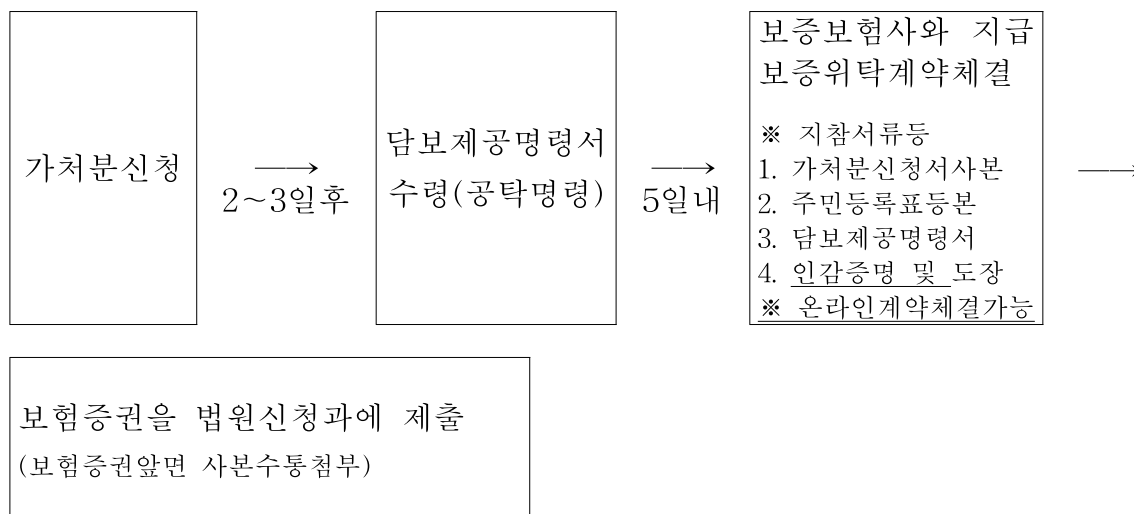 가처분신청
→
2~3일후
담보제공명령서
수령(공탁명령)
→
5일내
보증보험사와 지급
보증위탁계약체결
※ 지참서류등
1. 가처분신청서사본
2. 주민등록표등본
3. 담보제공명령서
4. 인감증명 및 도장
※ 온라인계약체결가능
→
보험증권을 법원신청과에 제출
(보험증권앞면 사본수통첨부)